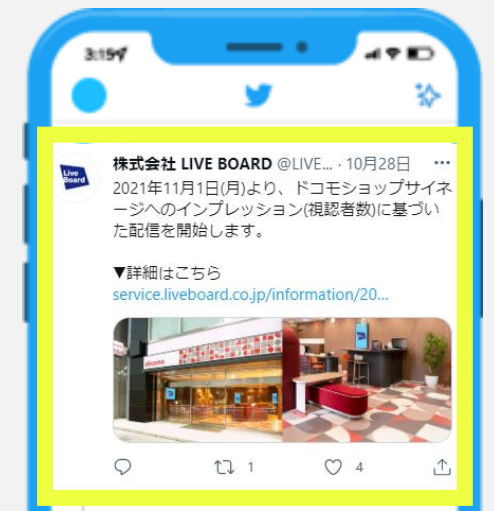 3:15
株式会社 LIVE BOARD @LIVE... · 10月28日
Live
Board
2021年11月1日(月)より、ドコモショップサイネ
ージへのインプレッション(視認者数)に基づい
た配信を開始します。
▼詳細はこちら
service.liveboard.co.jp/information/20...
docomo
1
4